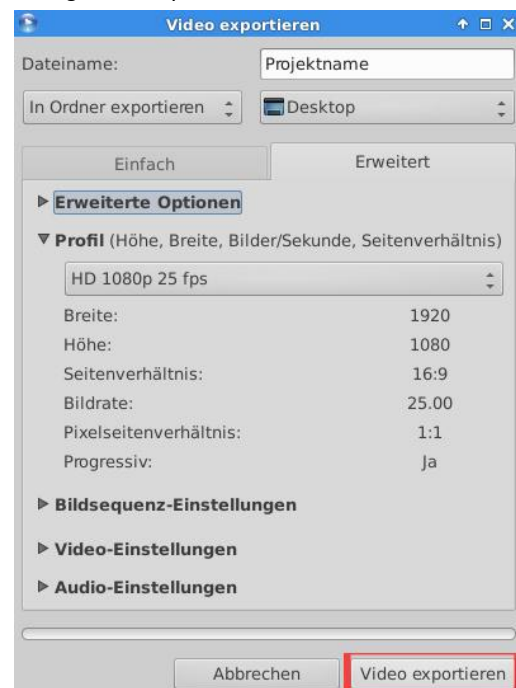 Video exportieren
Dateiname: Projektname
In Ordner exportieren Desktop
Einfach Erweitert
Erweiterte Optionen
Profil (Höhe, Breite, Bilder/Sekunde, Seitenverhältnis)
HD 1080p 25 fps
Breite: 1920
Höhe: 1080
Seitenverhältnis: 16:9
Bildrate: 25.00
Pixelseitenverhältnis: 1:1
Progressiv: Ja
Bildsequenz-Einstellungen
Video-Einstellungen
Audio-Einstellungen
Abbrechen Video exportieren